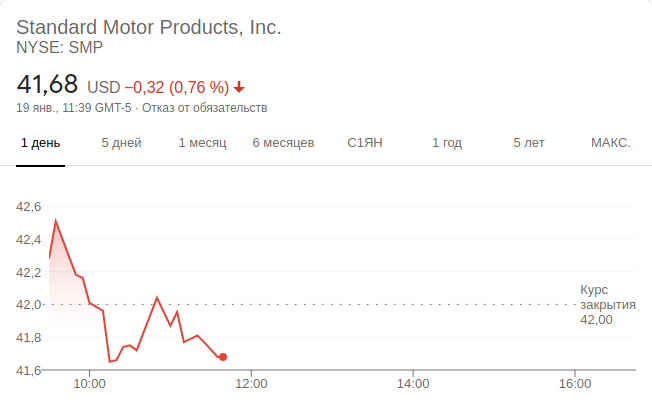 Standard Motor Products, Inc.
NYSE: SMP
41,68 USD −0,32 (0,76 %)
19 янв., 11:39 GMT-5 · Отказ от обязательств
1 день 5 дней 1 месяц 6 месяцев С1ЯН 1 год 5 лет МАКС.
42,6
42,4
42,2
42,0
41,8
41,6
Курс
закрытия
42,00
10:00 12:00 14:00 16:00